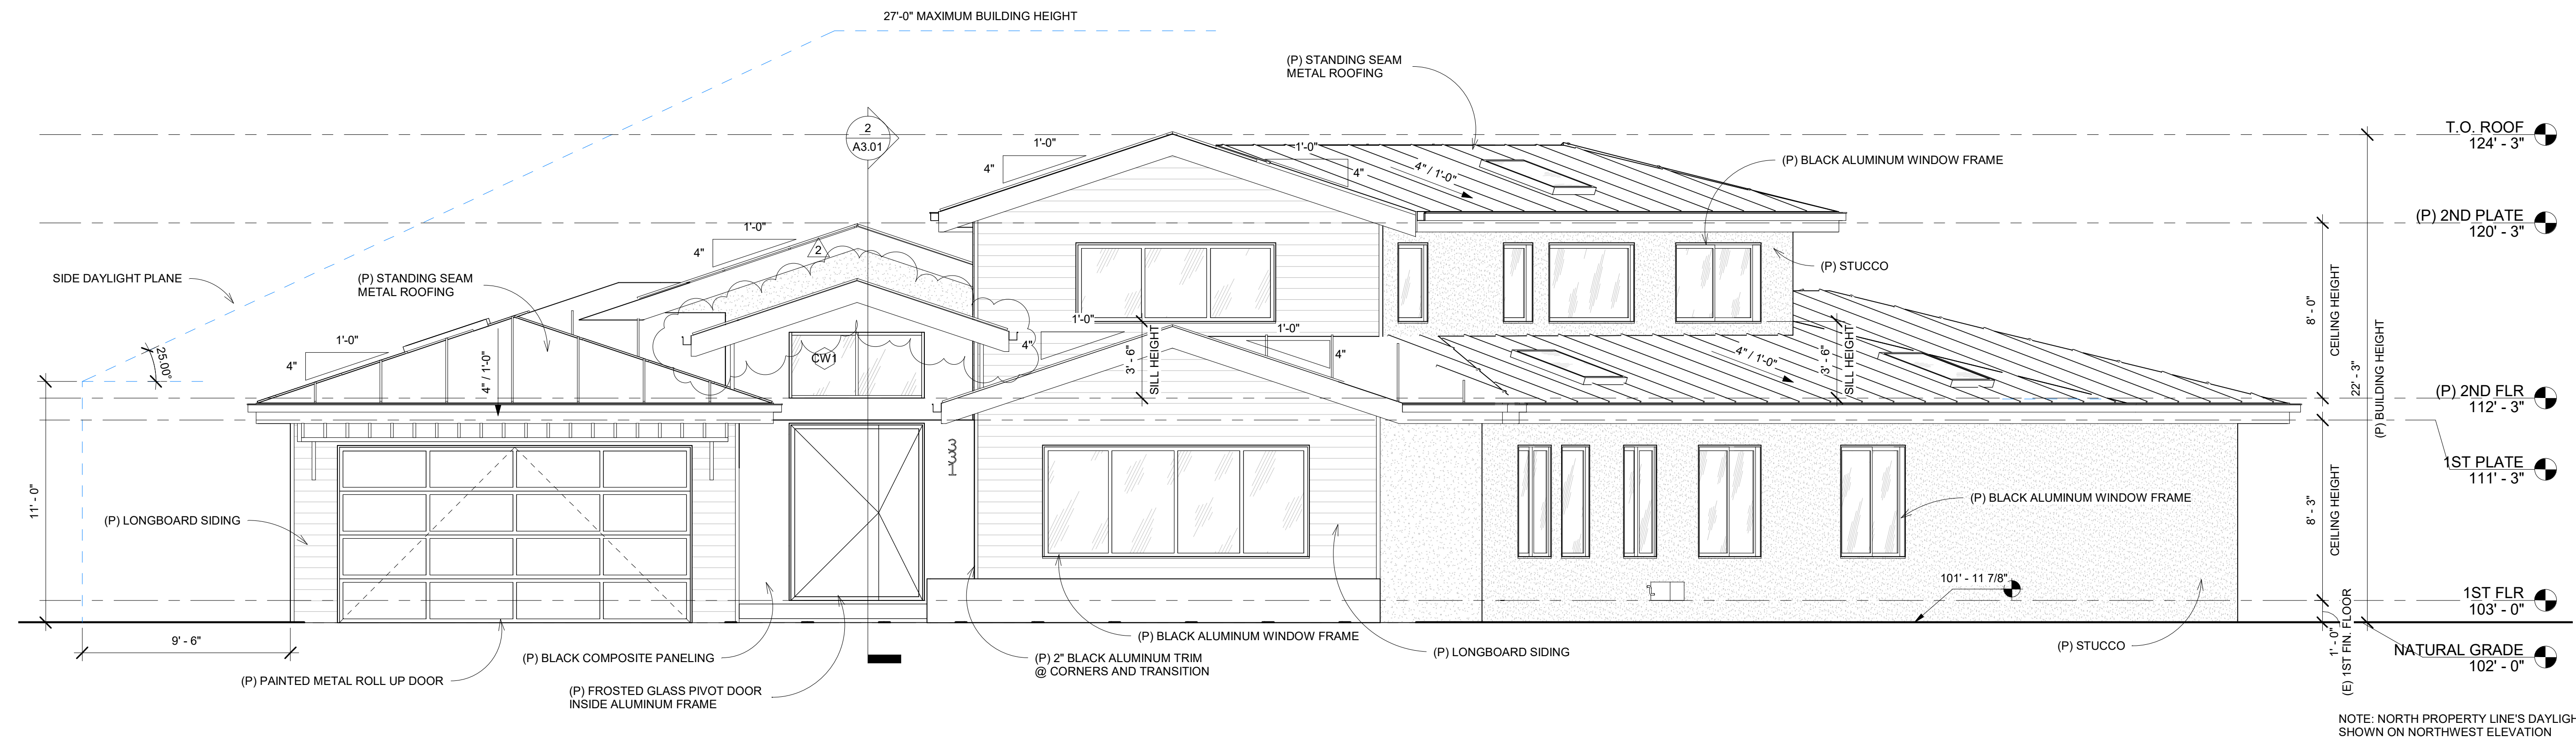 27'-0" MAXIMUM BUILDING HEIGHT
(P) STANDING SEAM
METAL ROOFING
2
A3.01
T.O. ROOF
124' - 3"
1'-0"
4"
1'-0"
4"
4" / 1'-0"
(P) BLACK ALUMINUM WINDOW FRAME
(P) 2ND PLATE
120' - 3"
1'-0"
4"
2
SIDE DAYLIGHT PLANE
(P) STANDING SEAM
METAL ROOFING
(P) STUCCO
8' - 0"
CEILING HEIGHT
22' - 3"
(P) BUILDING HEIGHT
1'-0"
4"
25.00°
4" / 1'-0"
CW1
1'-0"
4"
3' - 6"
SILL HEIGHT
1'-0"
4"
4" / 1'-0"
3' - 6"
SILL HEIGHT
(P) 2ND FLR
112' - 3"
1ST PLATE
111' - 3"
331
11' - 0"
(P) LONGBOARD SIDING
(P) BLACK ALUMINUM WINDOW FRAME
8' - 3"
CEILING HEIGHT
101' - 11 7/8"
1ST FLR
103' - 0"
9' - 6"
(P) BLACK ALUMINUM WINDOW FRAME
(P) BLACK COMPOSITE PANELING
(P) 2" BLACK ALUMINUM TRIM
@ CORNERS AND TRANSITION
(P) LONGBOARD SIDING
(P) STUCCO
1' - 0"
(E) 1ST FIN. FLOOR
NATURAL GRADE
102' - 0"
(P) PAINTED METAL ROLL UP DOOR
(P) FROSTED GLASS PIVOT DOOR
INSIDE ALUMINUM FRAME
NOTE: NORTH PROPERTY LINE'S DAYLIGH
SHOWN ON NORTHWEST ELEVATION